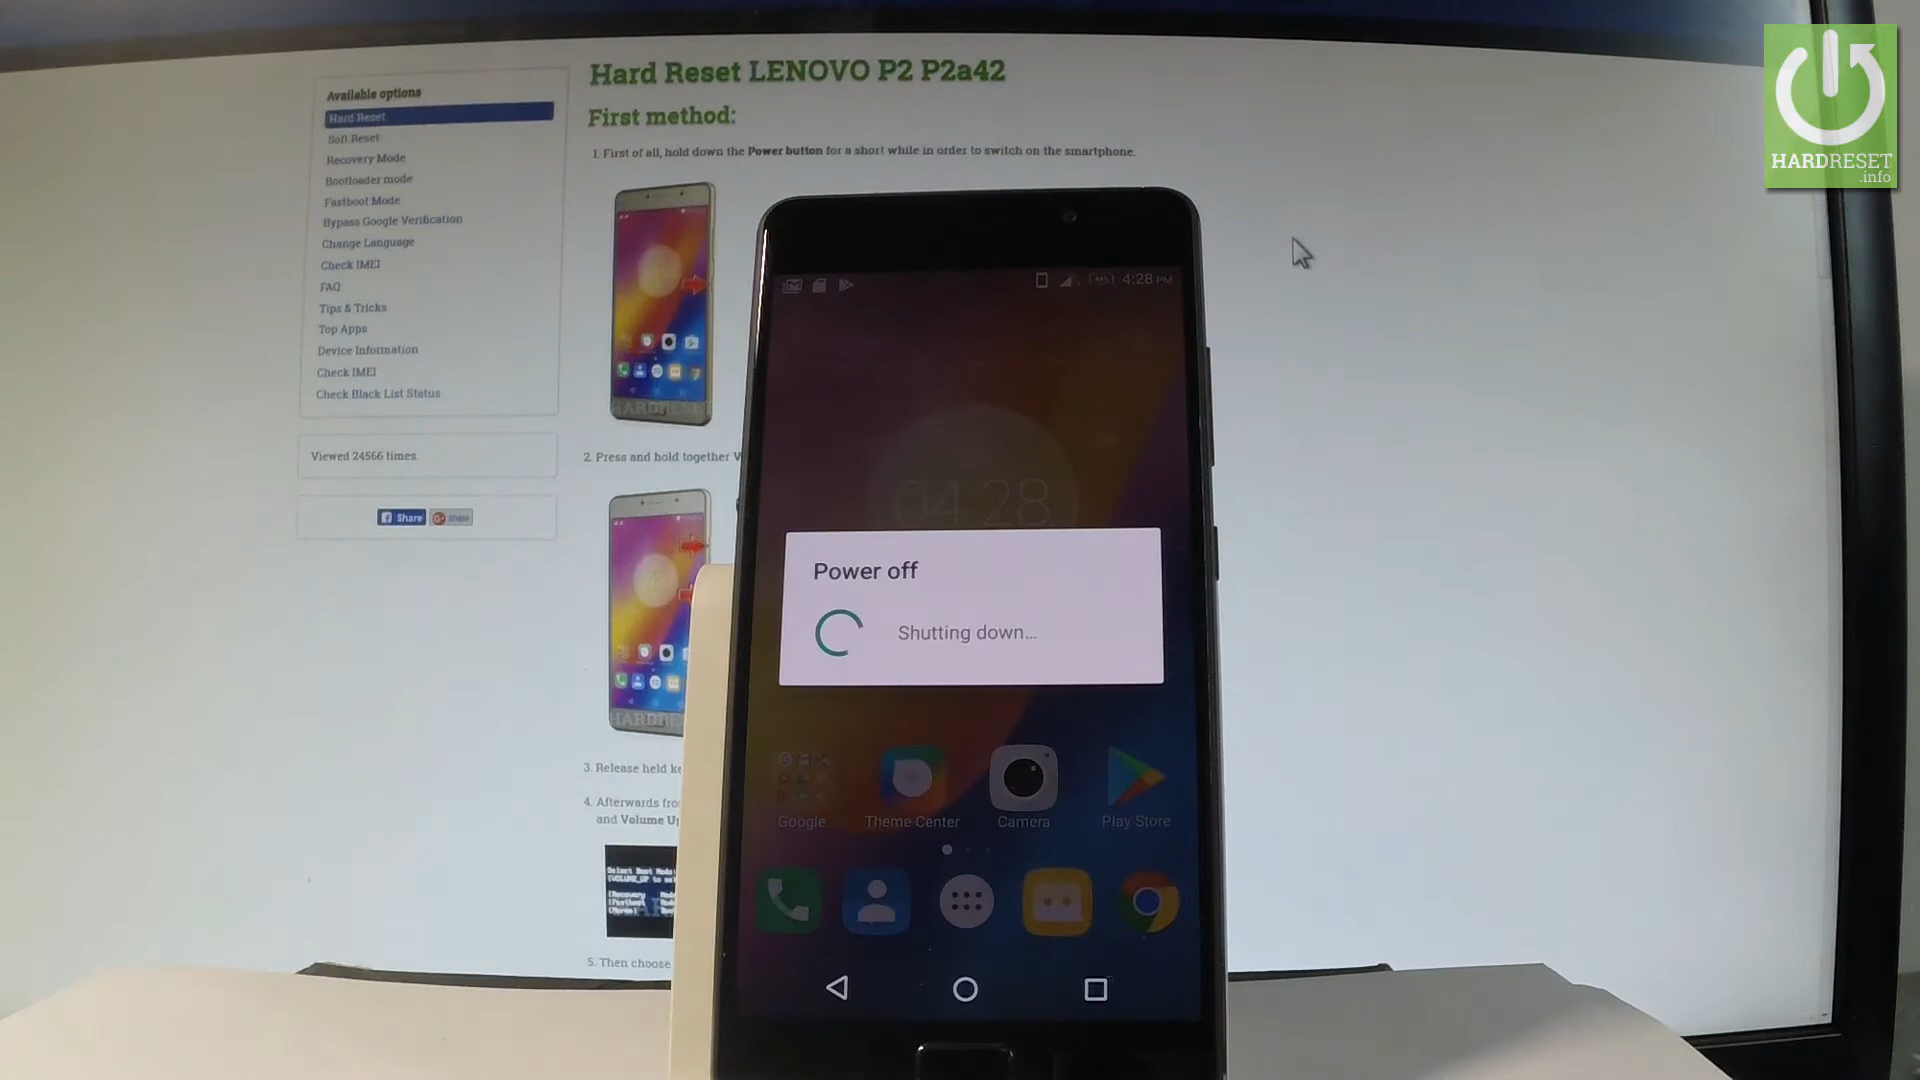 HARDRESET
.info
Hard Reset LENOVO P2 P2a42
Available options
Hard Reset
Soft Reset
Recovery Mode
Bootloader mode
Fastboot Mode
Bypass Google Verification
Change Language
Check IMEI
FAQ
Tips & Tricks
Top Apps
Device Information
Check IMEI
Check Black List Status
Viewed 24566 times.
Share
Share
First method:
1. First of all, hold down the Power button for a short while in order to switch on the smartphone.
2. Press and hold together
3. Release held
4. Afterwards
and Volume
5. Then choose
4:28 PM
04:28
Power off
Shutting down...
Google
Theme Center
Camera
Play Store